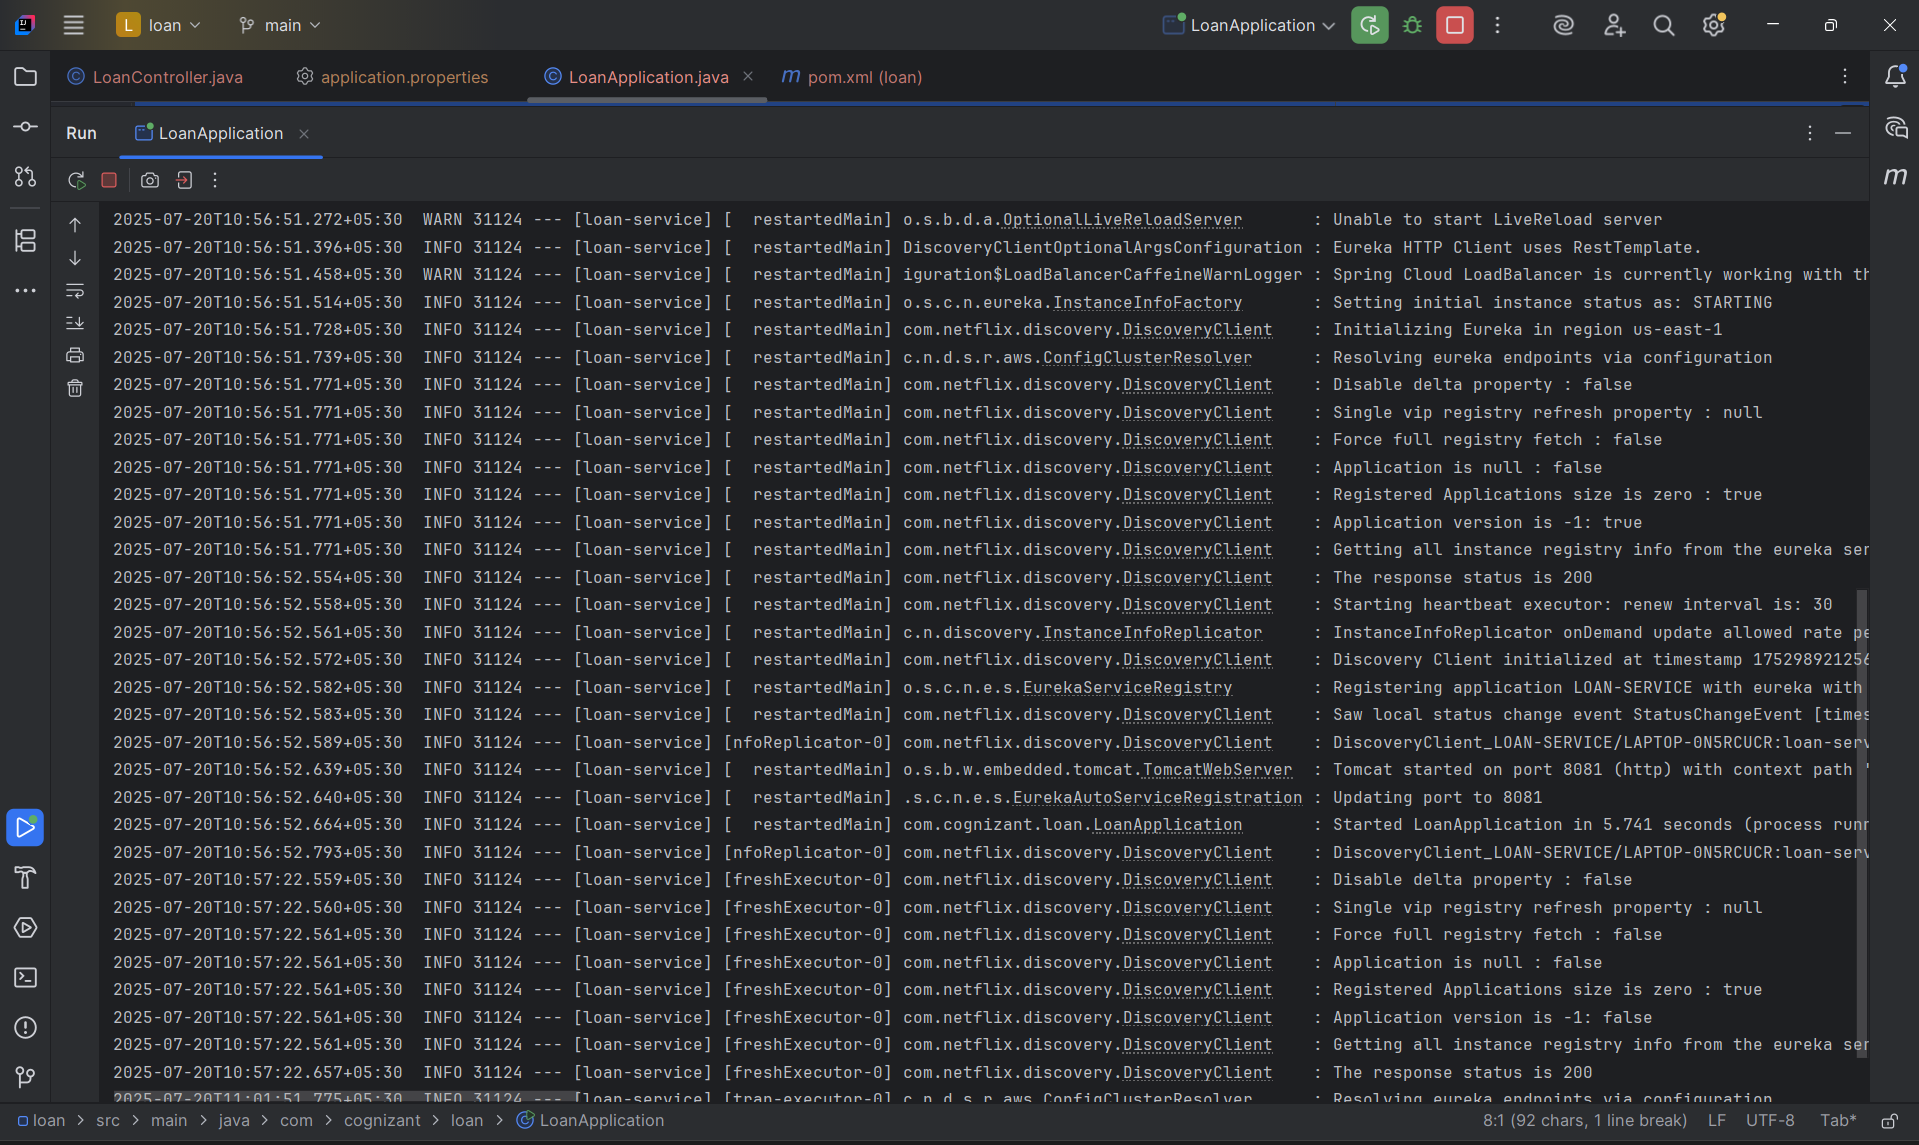 L loan main LoanApplication
LoanController.java application.properties LoanApplication.java m pom.xml (loan)
Run LoanApplication
2025-07-20T10:56:51.272+05:30  WARN 31124 --- [loan-service] [  restartedMain] o.s.b.d.a.OptionalLiveReloadServer       : Unable to start LiveReload server
2025-07-20T10:56:51.396+05:30  INFO 31124 --- [loan-service] [  restartedMain] DiscoveryClientOptionalArgsConfiguration : Eureka HTTP Client uses RestTemplate.
2025-07-20T10:56:51.458+05:30  WARN 31124 --- [loan-service] [  restartedMain] iguration$LoadBalancerCaffeineWarnLogger : Spring Cloud LoadBalancer is currently working with th
2025-07-20T10:56:51.514+05:30  INFO 31124 --- [loan-service] [  restartedMain] o.s.c.n.eureka.InstanceInfoFactory       : Setting initial instance status as: STARTING
2025-07-20T10:56:51.728+05:30  INFO 31124 --- [loan-service] [  restartedMain] com.netflix.discovery.DiscoveryClient    : Initializing Eureka in region us-east-1
2025-07-20T10:56:51.739+05:30  INFO 31124 --- [loan-service] [  restartedMain] c.n.d.s.r.aws.ConfigClusterResolver      : Resolving eureka endpoints via configuration
2025-07-20T10:56:51.771+05:30  INFO 31124 --- [loan-service] [  restartedMain] com.netflix.discovery.DiscoveryClient    : Disable delta property : false
2025-07-20T10:56:51.771+05:30  INFO 31124 --- [loan-service] [  restartedMain] com.netflix.discovery.DiscoveryClient    : Single vip registry refresh property : null
2025-07-20T10:56:51.771+05:30  INFO 31124 --- [loan-service] [  restartedMain] com.netflix.discovery.DiscoveryClient    : Force full registry fetch : false
2025-07-20T10:56:51.771+05:30  INFO 31124 --- [loan-service] [  restartedMain] com.netflix.discovery.DiscoveryClient    : Application is null : false
2025-07-20T10:56:51.771+05:30  INFO 31124 --- [loan-service] [  restartedMain] com.netflix.discovery.DiscoveryClient    : Registered Applications size is zero : true
2025-07-20T10:56:51.771+05:30  INFO 31124 --- [loan-service] [  restartedMain] com.netflix.discovery.DiscoveryClient    : Application version is -1: true
2025-07-20T10:56:51.771+05:30  INFO 31124 --- [loan-service] [  restartedMain] com.netflix.discovery.DiscoveryClient    : Getting all instance registry info from the eureka ser
2025-07-20T10:56:52.554+05:30  INFO 31124 --- [loan-service] [  restartedMain] com.netflix.discovery.DiscoveryClient    : The response status is 200
2025-07-20T10:56:52.558+05:30  INFO 31124 --- [loan-service] [  restartedMain] com.netflix.discovery.DiscoveryClient    : Starting heartbeat executor: renew interval is: 30
2025-07-20T10:56:52.561+05:30  INFO 31124 --- [loan-service] [  restartedMain] c.n.discovery.InstanceInfoReplicator     : InstanceInfoReplicator onDemand update allowed rate pe
2025-07-20T10:56:52.572+05:30  INFO 31124 --- [loan-service] [  restartedMain] com.netflix.discovery.DiscoveryClient    : Discovery Client initialized at timestamp 175298921256
2025-07-20T10:56:52.582+05:30  INFO 31124 --- [loan-service] [  restartedMain] o.s.c.n.e.s.EurekaServiceRegistry        : Registering application LOAN-SERVICE with eureka with
2025-07-20T10:56:52.583+05:30  INFO 31124 --- [loan-service] [  restartedMain] com.netflix.discovery.DiscoveryClient    : Saw local status change event StatusChangeEvent [times
2025-07-20T10:56:52.589+05:30  INFO 31124 --- [loan-service] [nfoReplicator-0] com.netflix.discovery.DiscoveryClient    : DiscoveryClient_LOAN-SERVICE/LAPTOP-0N5RCUCR:loan-serv
2025-07-20T10:56:52.639+05:30  INFO 31124 --- [loan-service] [  restartedMain] o.s.b.w.embedded.tomcat.TomcatWebServer  : Tomcat started on port 8081 (http) with context path '
2025-07-20T10:56:52.640+05:30  INFO 31124 --- [loan-service] [  restartedMain] .s.c.n.e.s.EurekaAutoServiceRegistration : Updating port to 8081
2025-07-20T10:56:52.664+05:30  INFO 31124 --- [loan-service] [  restartedMain] com.cognizant.loan.LoanApplication       : Started LoanApplication in 5.741 seconds (process runn
2025-07-20T10:56:52.793+05:30  INFO 31124 --- [loan-service] [nfoReplicator-0] com.netflix.discovery.DiscoveryClient    : DiscoveryClient_LOAN-SERVICE/LAPTOP-0N5RCUCR:loan-serv
2025-07-20T10:57:22.559+05:30  INFO 31124 --- [loan-service] [freshExecutor-0] com.netflix.discovery.DiscoveryClient    : Disable delta property : false
2025-07-20T10:57:22.560+05:30  INFO 31124 --- [loan-service] [freshExecutor-0] com.netflix.discovery.DiscoveryClient    : Single vip registry refresh property : null
2025-07-20T10:57:22.561+05:30  INFO 31124 --- [loan-service] [freshExecutor-0] com.netflix.discovery.DiscoveryClient    : Force full registry fetch : false
2025-07-20T10:57:22.561+05:30  INFO 31124 --- [loan-service] [freshExecutor-0] com.netflix.discovery.DiscoveryClient    : Application is null : false
2025-07-20T10:57:22.561+05:30  INFO 31124 --- [loan-service] [freshExecutor-0] com.netflix.discovery.DiscoveryClient    : Registered Applications size is zero : true
2025-07-20T10:57:22.561+05:30  INFO 31124 --- [loan-service] [freshExecutor-0] com.netflix.discovery.DiscoveryClient    : Application version is -1: false
2025-07-20T10:57:22.561+05:30  INFO 31124 --- [loan-service] [freshExecutor-0] com.netflix.discovery.DiscoveryClient    : Getting all instance registry info from the eureka ser
2025-07-20T10:57:22.657+05:30  INFO 31124 --- [loan-service] [freshExecutor-0] com.netflix.discovery.DiscoveryClient    : The response status is 200
2025-07-20T11:01:51.775+05:30  INFO 31124 --- [loan-service] [trap-executor-0] c.n.d.s.r.aws.ConfigClusterResolver      : Resolving eureka endpoints via configuration
loan > src > main > java > com > cognizant > loan > LoanApplication 8:1 (92 chars, 1 line break) LF UTF-8 Tab*